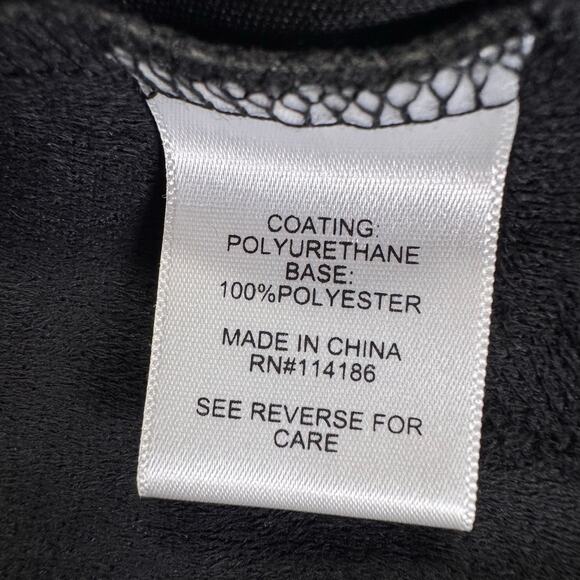 COATING:
POLYURETHANE
BASE:
100%POLYESTER
MADE IN CHINA
RN#114186
SEE REVERSE FOR
CARE